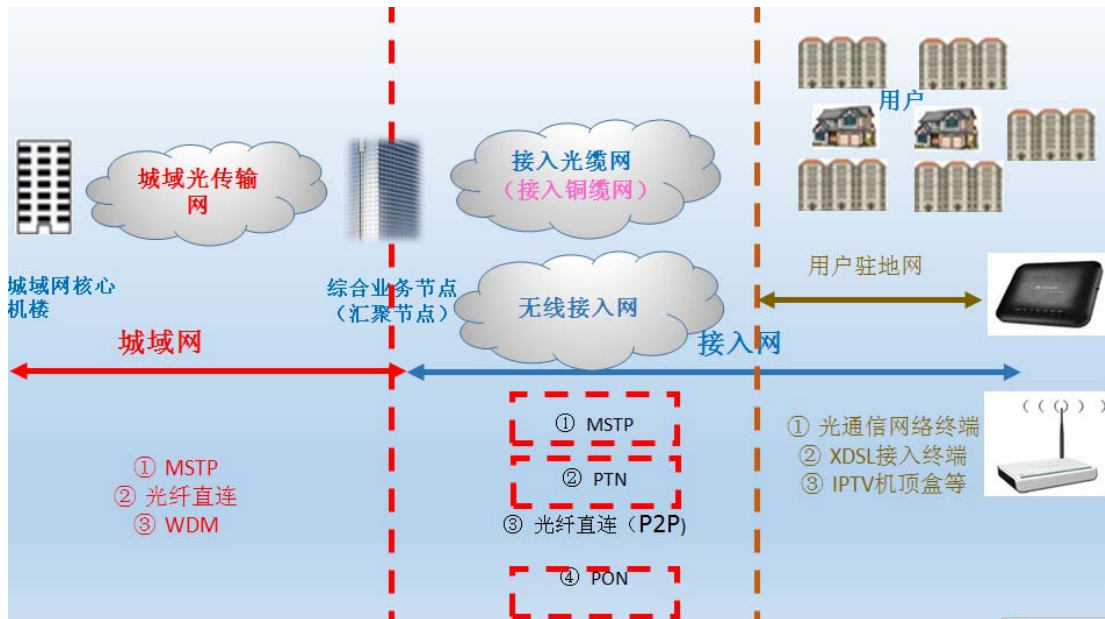 用户
城域光传输
网
接入光缆网
（接入铜缆网）
用户驻地网
城域网核心
机楼
综合业务节点
（汇聚节点）
无线接入网
城域网
接入网
① MSTP
② 光纤直连
③ WDM
① MSTP
② PTN
③ 光纤直连（P2P)
④ PON
① 光通信网络终端
② XDSL接入终端
③ IPTV机顶盒等